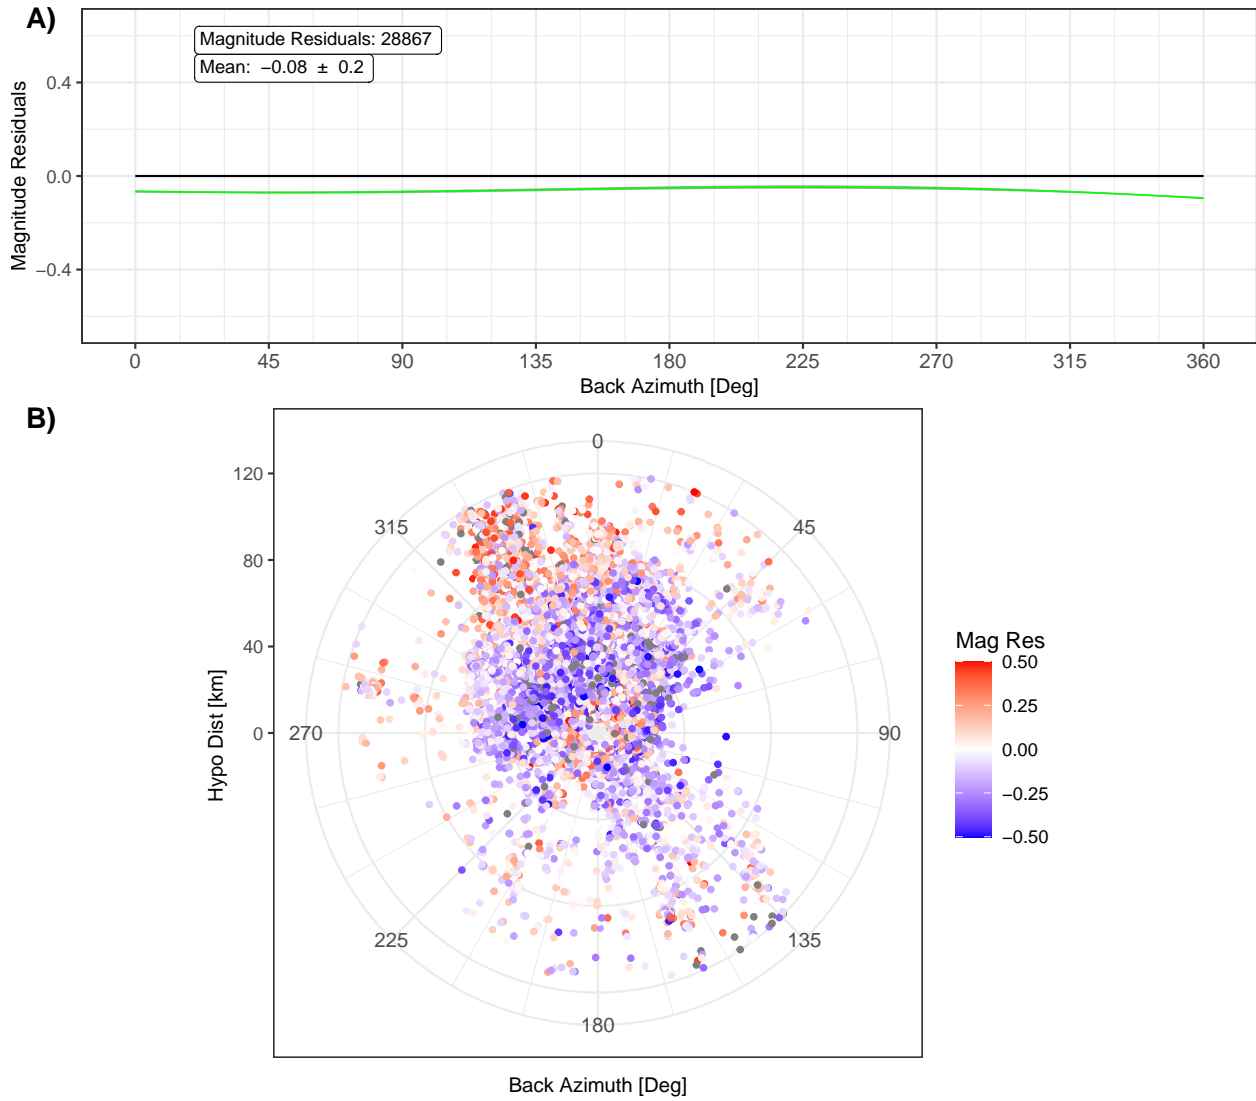 A)
Magnitude Residuals: 28867
Mean: −0.08 ± 0.2
Magnitude Residuals
0.4
0.0
−0.4
0 45 90 135 180 225 270 315 360
Back Azimuth [Deg]
B)
Hypo Dist [km]
120
80
40
0
0
45
90
135
180
225
270
315
Back Azimuth [Deg]
Mag Res
0.50
0.25
0.00
−0.25
−0.50